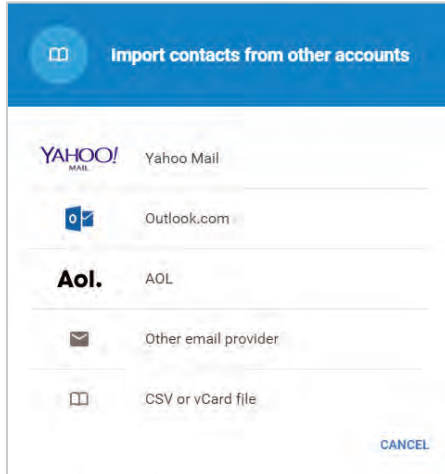 Import contacts from other accounts
YAHOO! Yahoo Mail
MAIL
Outlook.com
Aol. AOL
Other email provider
CSV or vCard file
CANCEL